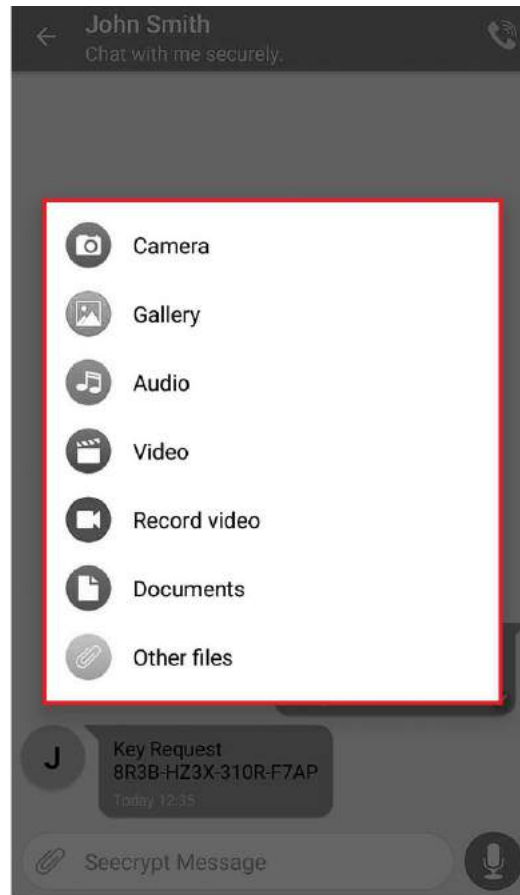 John Smith
Chat with me securely.
Camera
Gallery
Audio
Video
Record video
Documents
Other files
J
Key Request
8R3B-HZ3X-310R-F7AP
Today 12:35
Seecrypt Message